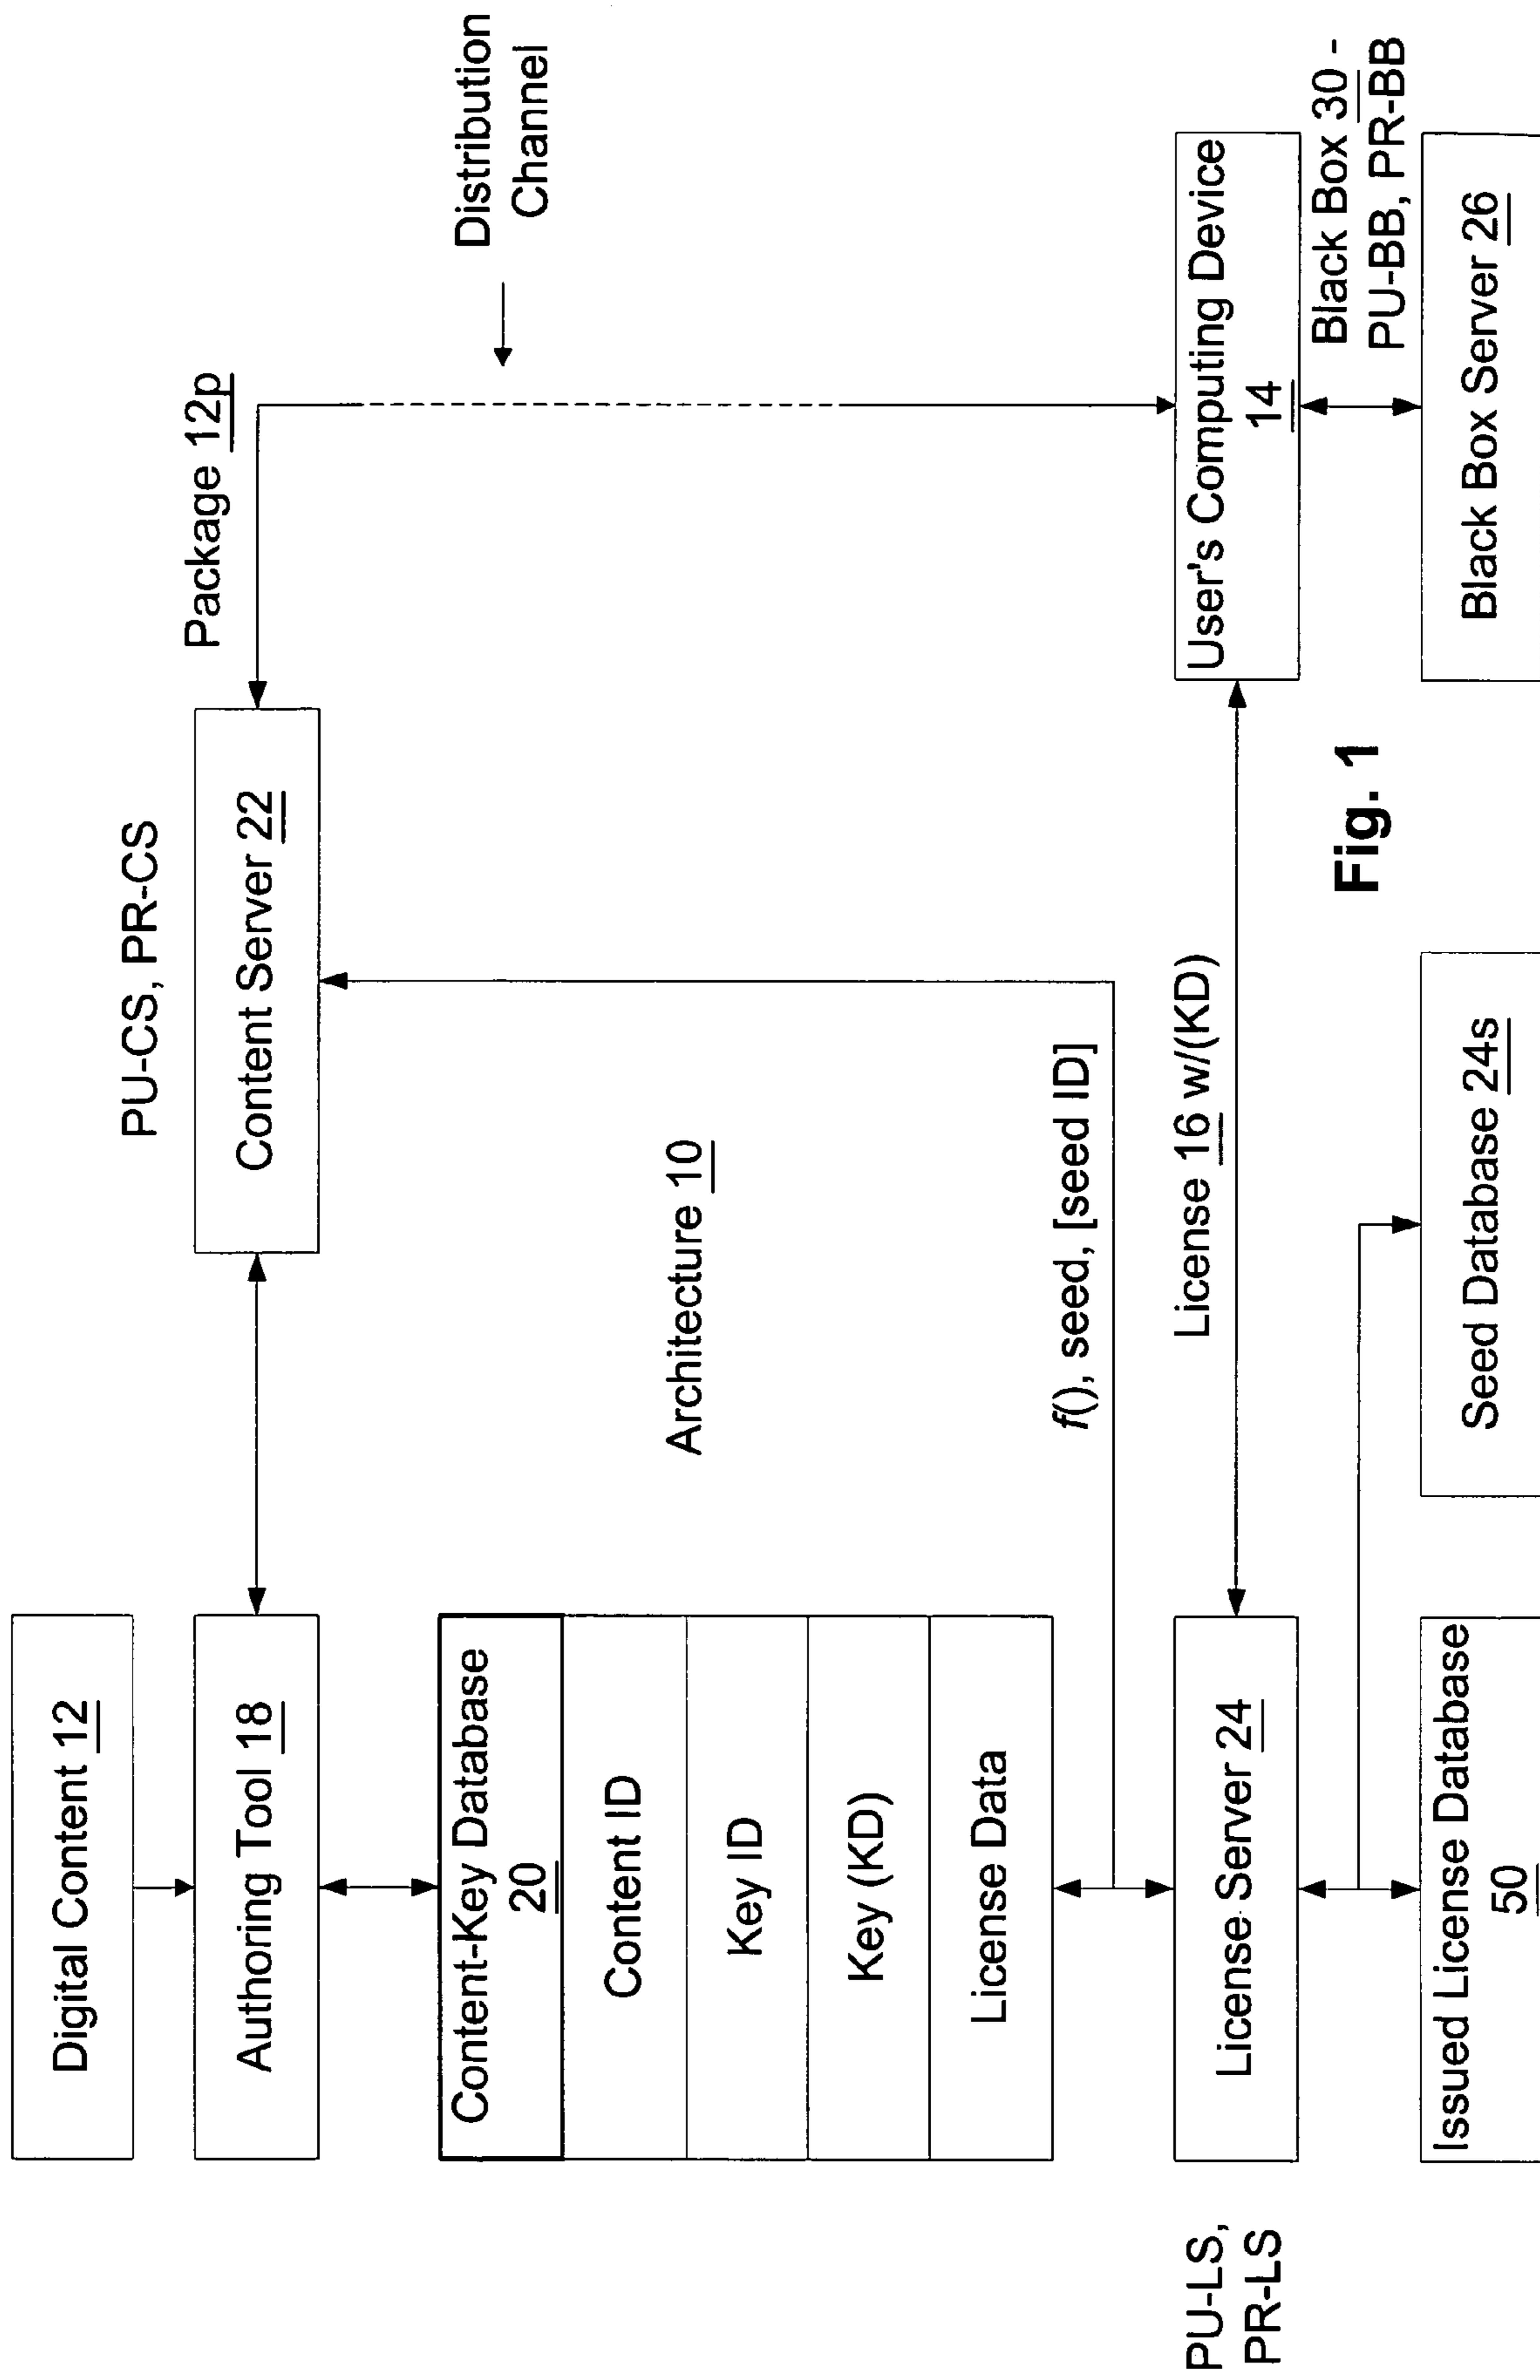 Digital Content 12
Authoring Tool 18
Content-Key Database
20
Content ID
Key ID
Key (KD)
License Data
PU-LS,
PR-LS
License Server 24
Issued License Database
50
PU-CS, PR-CS
Content Server 22
Architecture 10
f(), seed, [seed ID]
License 16 w/(KD)
Seed Database 24s
Package 12p
Distribution
Channel
User's Computing Device
14
Black Box 30 -
PU-BB, PR-BB
Black Box Server 26
Fig. 1